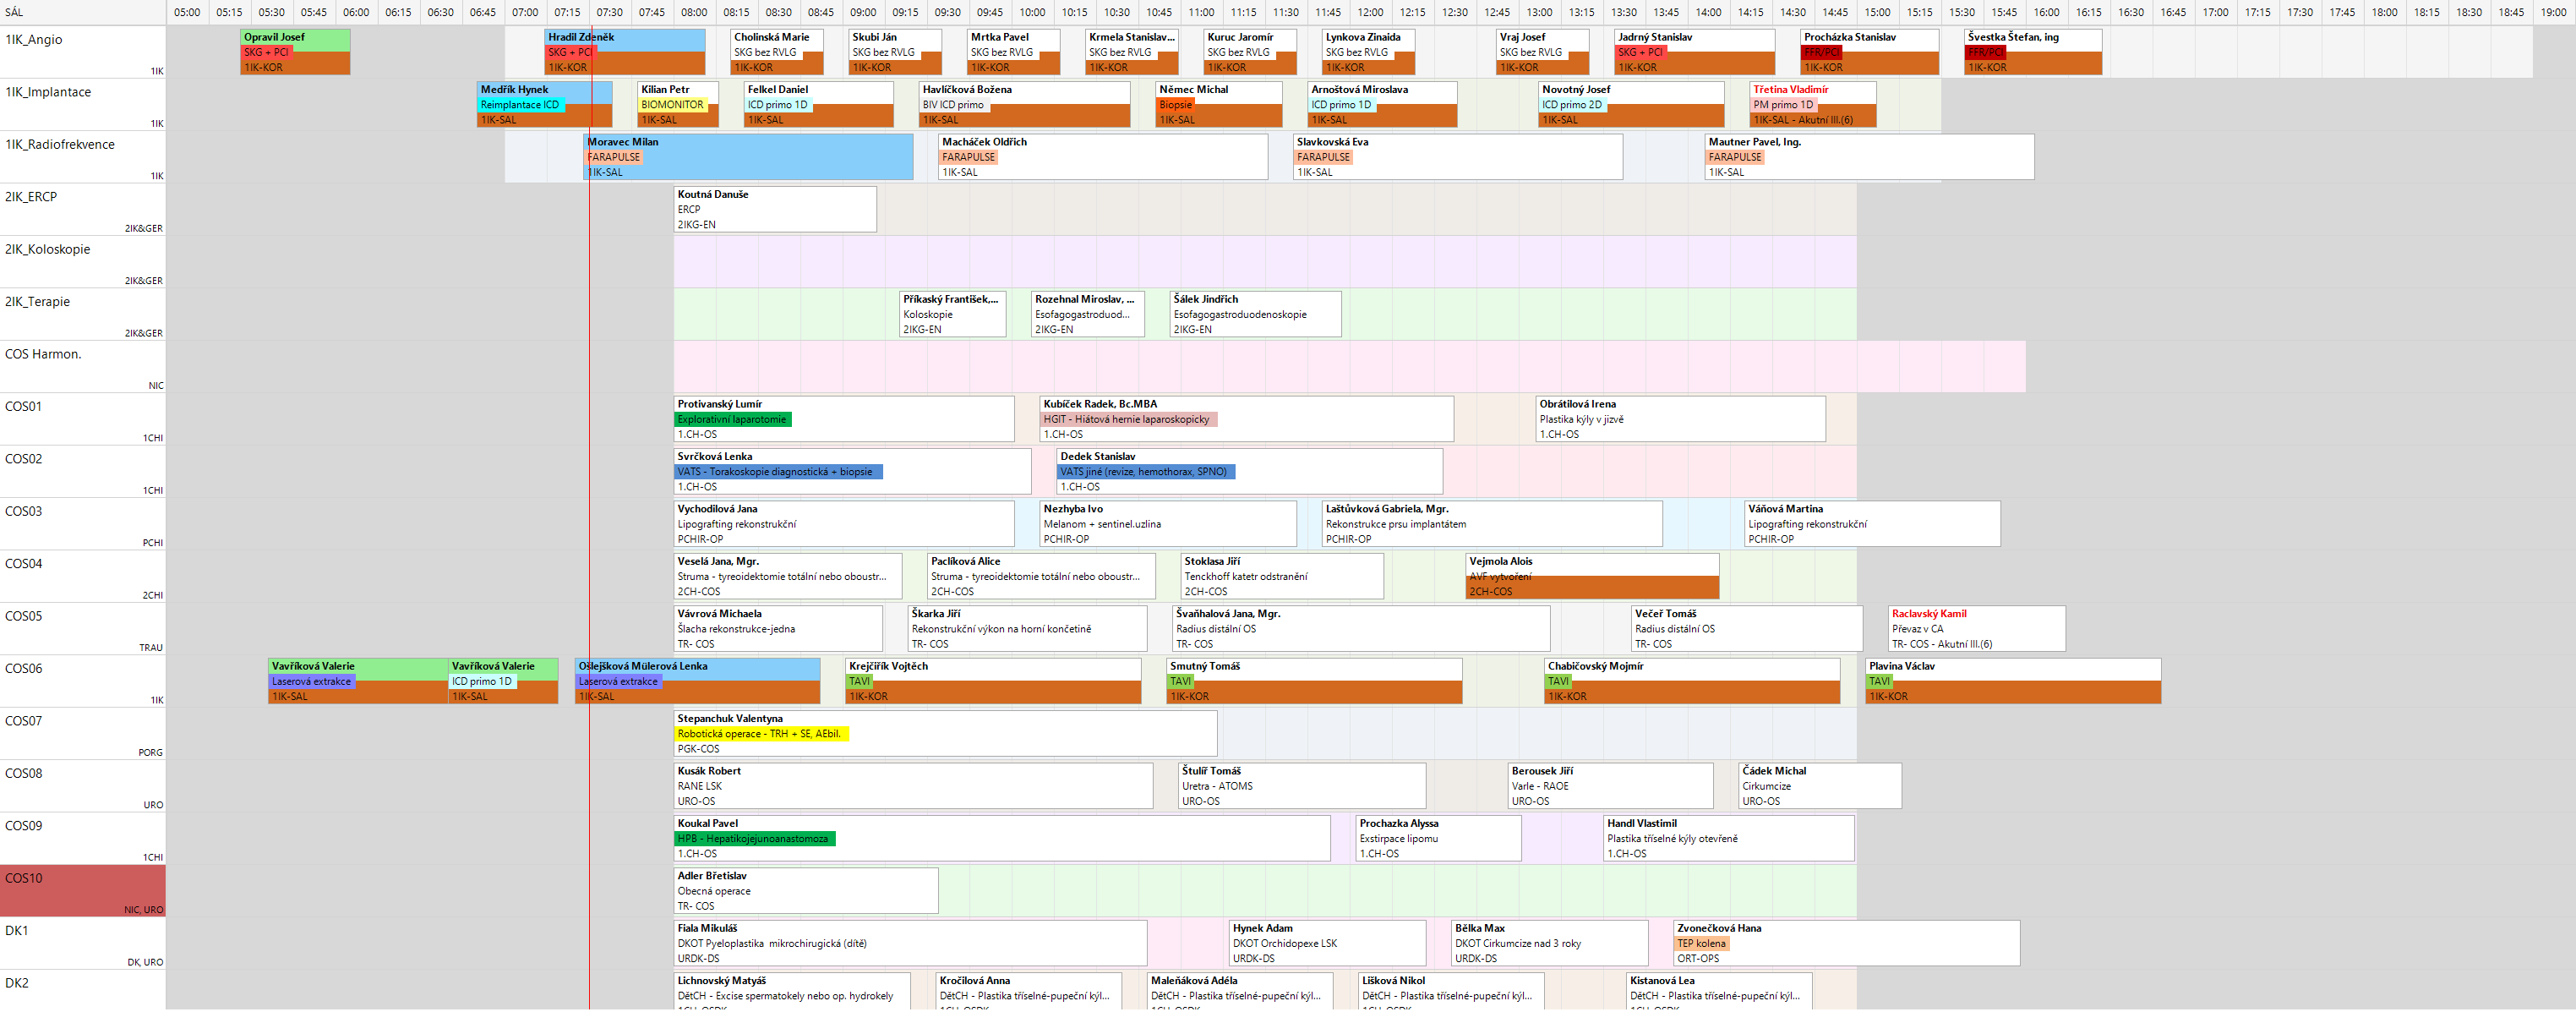 SÁL 05:00 05:15 05:30 05:45 06:00 06:15 06:30 06:45 07:00 07:15 07:30 07:45 08:00 08:15 08:30 08:45 09:00 09:15 09:30 09:45 10:00 10:15 10:30 10:45 11:00 11:15 11:30 11:45 12:00 12:15 12:30 12:45 13:00 13:15 13:30 13:45 14:00 14:15 14:30 14:45 15:00 15:15 15:30 15:45 16:00 16:15 16:30 16:45 17:00 17:15 17:30 17:45 18:00 18:15 18:30 18:45 19:00
1IK_Angio Opravil Josef Hradil Zdeněk Cholinská Marie Skubi Ján Mrtka Pavel Krmela Stanislav... Kuruc Jaromír Lynkova Zinaida Vraj Josef Jadrný Stanislav Procházka Stanislav Švestka Štefan, ing
SKG + PCI SKG + PCI SKG bez RVLG SKG bez RVLG SKG bez RVLG SKG bez RVLG SKG bez RVLG SKG bez RVLG SKG bez RVLG SKG + PCI FFR/PCI FFR/PCI
1IK 1IK-KOR 1IK-KOR 1IK-KOR 1IK-KOR 1IK-KOR 1IK-KOR 1IK-KOR 1IK-KOR 1IK-KOR 1IK-KOR 1IK-KOR 1IK-KOR
1IK_Implantace Medřík Hynek Kilian Petr Felkel Daniel Havlíčková Božena Němec Michal Arnoštová Miroslava Novotný Josef Třetina Vladimír
Reimplantace ICD BIOMONITOR ICD primo 1D BIV ICD primo Biopsie ICD primo 1D ICD primo 2D PM primo 1D
1IK 1IK-SAL 1IK-SAL 1IK-SAL 1IK-SAL 1IK-SAL 1IK-SAL 1IK-SAL 1IK-SAL - Akutní III.(6)
1IK_Radiofrekvence Moravec Milan Macháček Oldřich Slavkovská Eva Mautner Pavel, Ing.
FARAPULSE FARAPULSE FARAPULSE FARAPULSE
1IK 1IK-SAL 1IK-SAL 1IK-SAL 1IK-SAL
2IK_ERCP Koutná Danuše
ERCP
2IK&GER 2IKG-EN
2IK_Koloskopie
2IK&GER
2IK_Terapie Příkaský František,... Rozehnal Miroslav, ... Šálek Jindřich
Koloskopie Esofagogastroduod... Esofagogastroduodenoskopie
2IK&GER 2IKG-EN 2IKG-EN 2IKG-EN
COS Harmon.
NIC
COS01 Protivanský Lumír Kubíček Radek, Bc.MBA Obrátilová Irena
Explorativní laparotomie HGIT - Hiátová hernie laparoskopicky Plastika kýly v jizvě
1CHI 1.CH-OS 1.CH-OS 1.CH-OS
COS02 Svrčková Lenka Dedek Stanislav
VATS - Torakoskopie diagnostická + biopsie VATS jiné (revize, hemothorax, SPNO)
1CHI 1.CH-OS 1.CH-OS
COS03 Vychodilová Jana Nezhyba Ivo Laštůvková Gabriela, Mgr. Váňová Martina
Lipografting rekonstrukční Melanom + sentinel.uzlina Rekonstrukce prsu implantátem Lipografting rekonstrukční
PCHI PCHIR-OP PCHIR-OP PCHIR-OP PCHIR-OP
COS04 Veselá Jana, Mgr. Paclíková Alice Stoklasa Jiří Vejmola Alois
Struma - tyreoidektomie totální nebo oboustr... Struma - tyreoidektomie totální nebo oboustr... Tenckhoff katetr odstranění AVF vytvoření
2CHI 2CH-COS 2CH-COS 2CH-COS 2CH-COS
COS05 Vávrová Michaela Škarka Jiří Švaňhalová Jana, Mgr. Večeř Tomáš Raclavský Kamil
Šlacha rekonstrukce-jedna Rekonstrukční výkon na horní končetině Radius distální OS Radius distální OS Převaz v CA
TRAU TR- COS TR- COS TR- COS TR- COS TR- COS - Akutní III.(6)
COS06 Vavříková Valerie Vavříková Valerie Ošlejšková Mülerová Lenka Krejčiřík Vojtěch Smutný Tomáš Chabičovský Mojmír Plavina Václav
Laserová extrakce ICD primo 1D Laserová extrakce TAVI TAVI TAVI TAVI
1IK 1IK-SAL 1IK-SAL 1IK-SAL 1IK-KOR 1IK-KOR 1IK-KOR 1IK-KOR
COS07 Stepanchuk Valentyna
Robotická operace - TRH + SE, AEbil.
PORG PGK-COS
COS08 Kusák Robert Štulíř Tomáš Berousek Jiří Čádek Michal
RANE LSK Uretra - ATOMS Varle - RAOE Cirkumcize
URO URO-OS URO-OS URO-OS URO-OS
COS09 Koukal Pavel Prochazka Alyssa Handl Vlastimil
HPB - Hepatikojejunoanastomoza Exstirpace lipomu Plastika tříselné kýly otevřeně
1CHI 1.CH-OS 1.CH-OS 1.CH-OS
COS10 Adler Břetislav
Obecná operace
NIC, URO TR- COS
DK1 Fiala Mikuláš Hynek Adam Bělka Max Zvonečková Hana
DKOT Pyeloplastika mikrochirugická (dítě) DKOT Orchidopexe LSK DKOT Cirkumcize nad 3 roky TEP kolena
DK, URO URDK-DS URDK-DS URDK-DS ORT-OPS
DK2 Lichnovský Matyáš Kročilová Anna Maleňáková Adéla Lišková Nikol Kistanová Lea
DětCH - Excise spermatokely nebo op. hydrokely DětCH - Plastika tříselné-pupeční kýl... DětCH - Plastika tříselné-pupeční kýl... DětCH - Plastika tříselné-pupeční kýl... DětCH - Plastika tříselné-pupeční kýl...